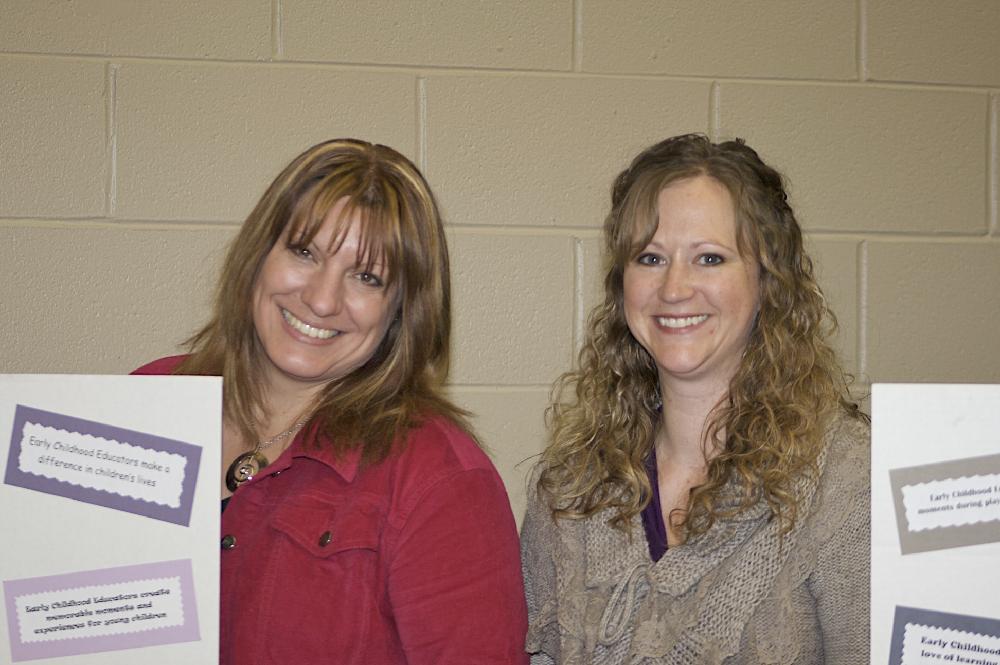 Early Childhood Educators make a
difference in children's lives
Early Childhood Educators create
memorable moments and
experiences for young children
Early Childhood
moments during play
Early Childhood
love of learning